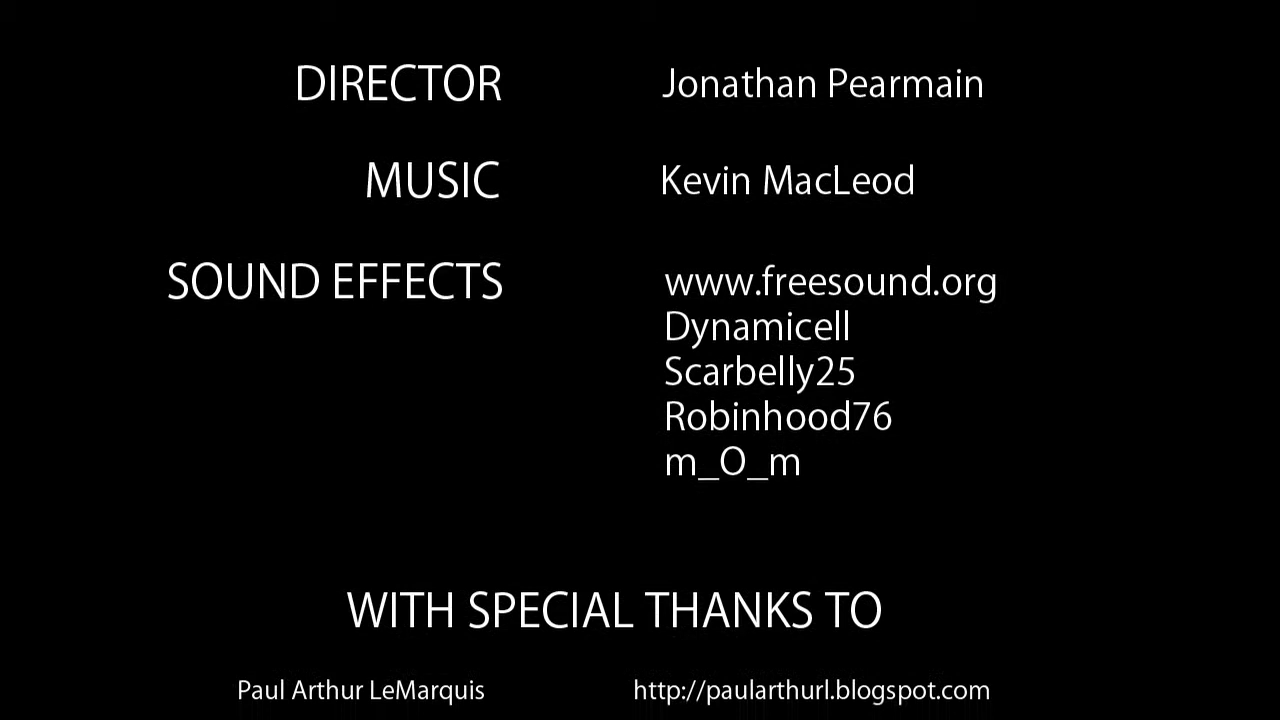 DIRECTOR Jonathan Pearmain
MUSIC Kevin MacLeod
SOUND EFFECTS www.freesound.org
Dynamicell
Scarbelly25
Robinhood76
m_O_m
WITH SPECIAL THANKS TO
Paul Arthur LeMarquis http://paularthurl.blogspot.com